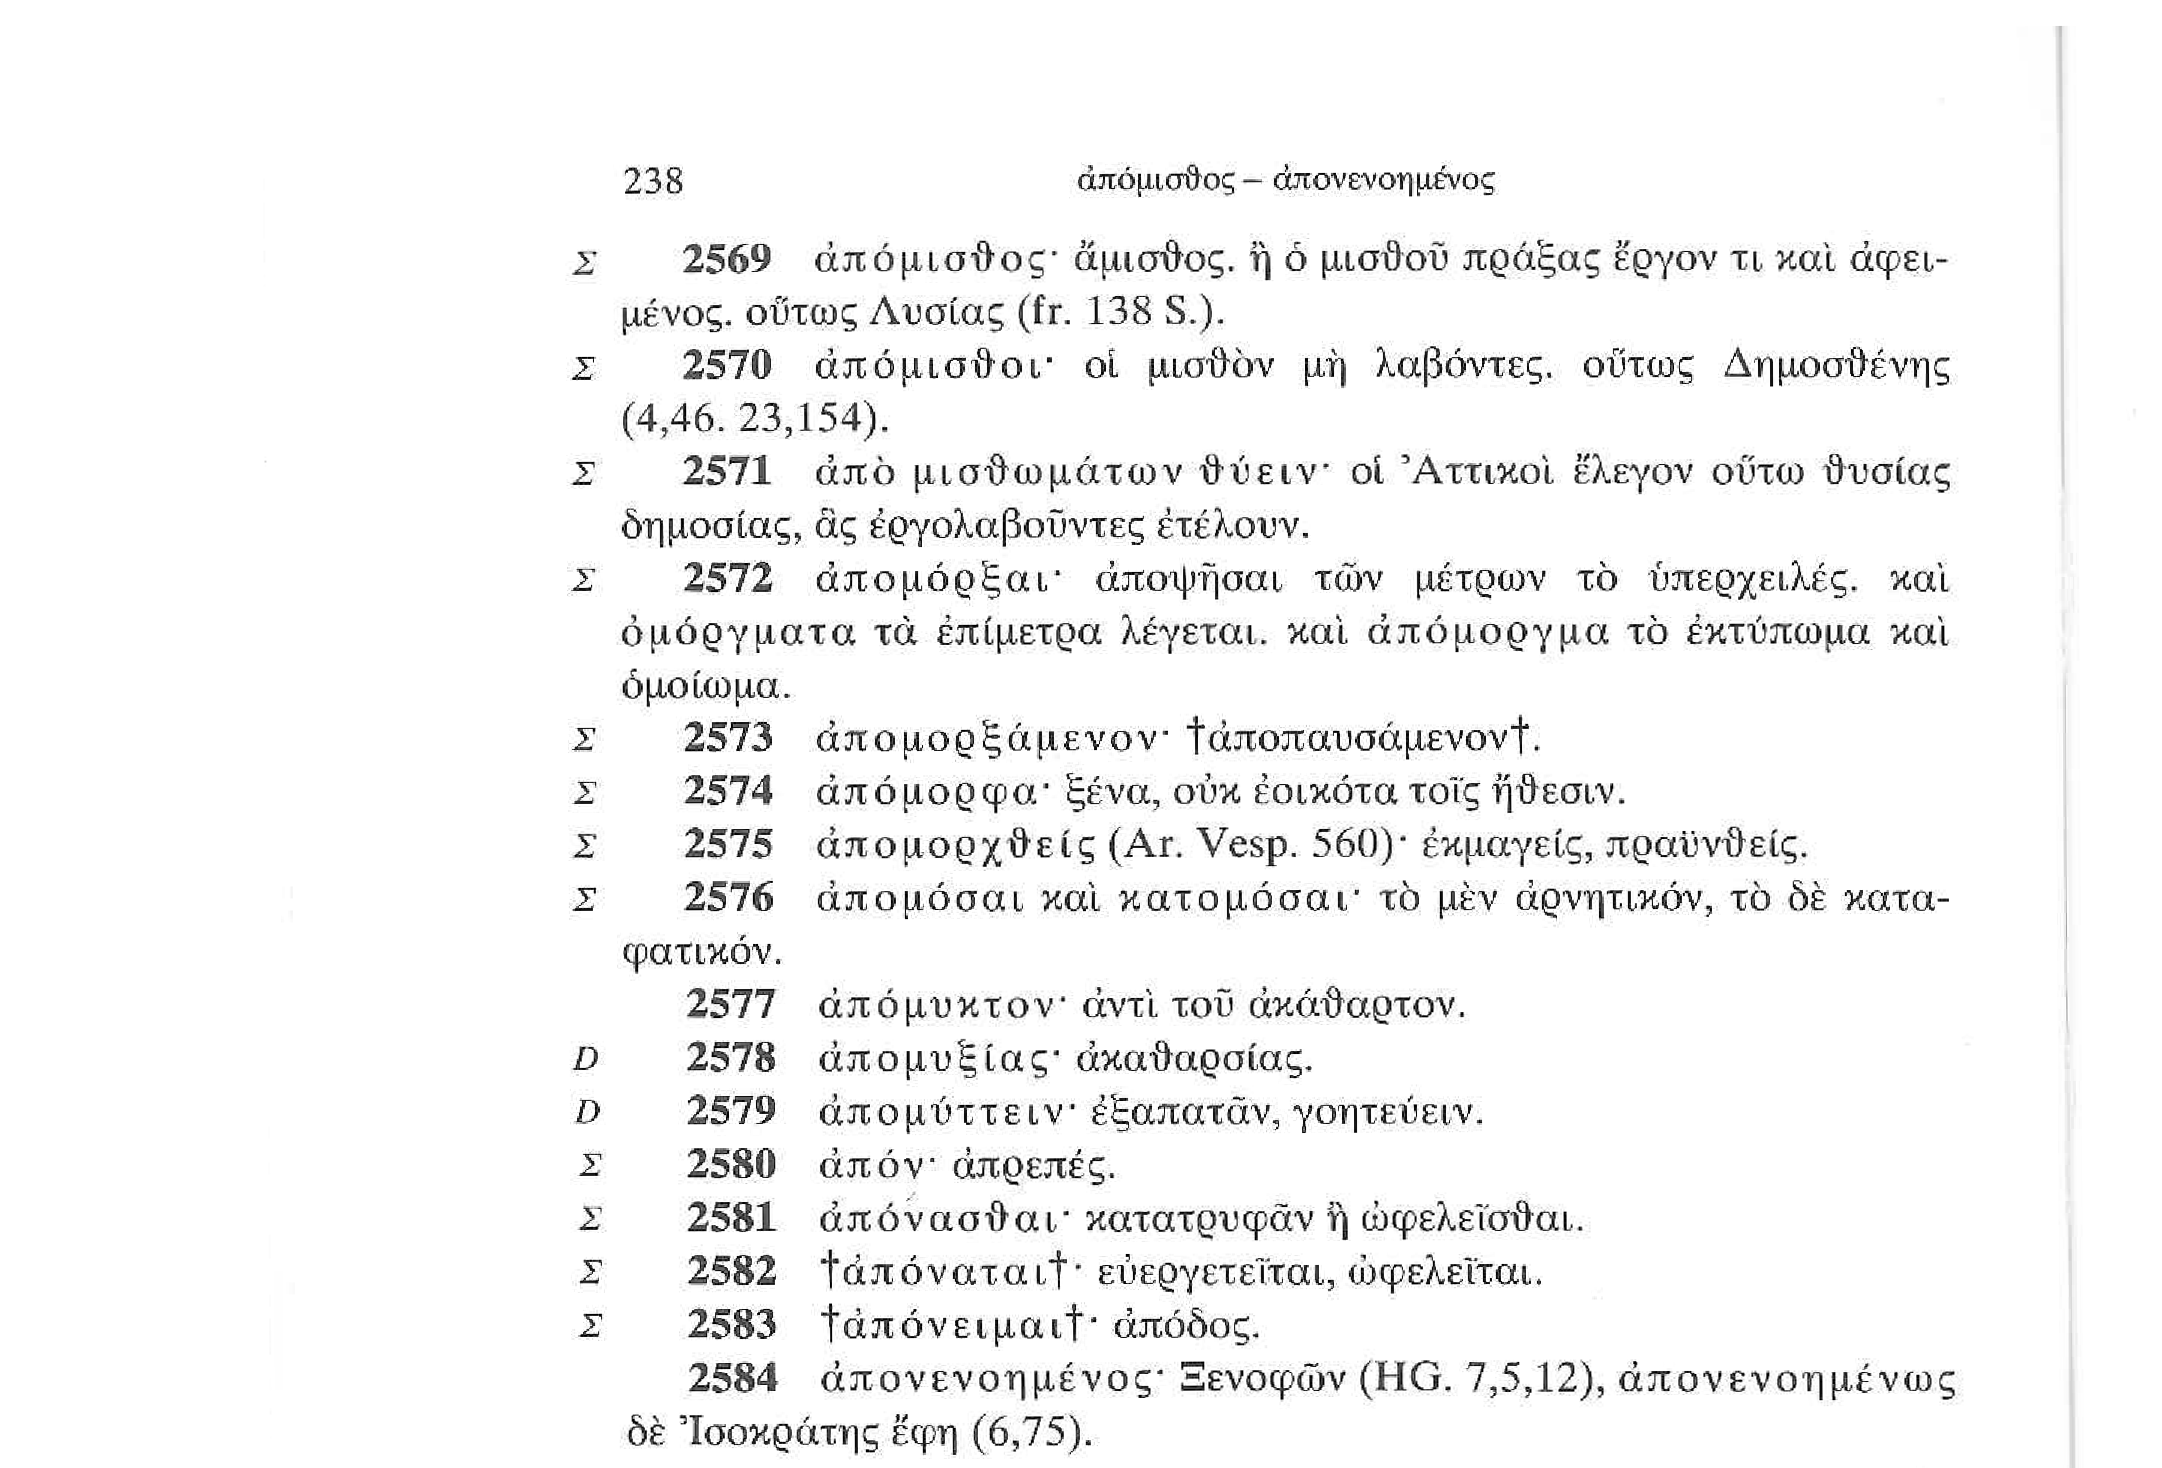 238 ἀπόμισθος – ἀπονενοημένος
Σ 2569 ἀπόμισθος· ἄμισθος. ἢ ὁ μισθοῦ πράξας ἔργον τι καὶ ἀφει-
μένος. οὕτως Λυσίας (fr. 138 S.).
Σ 2570 ἀπόμισθοι· οἱ μισθὸν μὴ λαβόντες. οὕτως Δημοσθένης
(4,46. 23,154).
Σ 2571 ἀπὸ μισθωμάτων θύειν· οἱ Ἀττικοὶ ἔλεγον οὕτω θυσίας
δημοσίας, ἃς ἐργολαβοῦντες ἐτέλουν.
Σ 2572 ἀπομόρξαι· ἀποψῆσαι τῶν μέτρων τὸ ὑπερχειλές. καὶ
ὀμόργματα τὰ ἐπίμετρα λέγεται. καὶ ἀπόμοργμα τὸ ἐκτύπωμα καὶ
ὁμοίωμα.
Σ 2573 ἀπομορξάμενον· †ἀποπαυσάμενον†.
Σ 2574 ἀπόμορφα· ξένα, οὐκ ἐοικότα τοῖς ἤθεσιν.
Σ 2575 ἀπομορχθείς (Ar. Vesp. 560)· ἐκμαγείς, πραϋνθείς.
Σ 2576 ἀπομόσαι καὶ κατομόσαι· τὸ μὲν ἀρνητικόν, τὸ δὲ κατα-
φατικόν.
2577 ἀπόμυκτον· ἀντὶ τοῦ ἀκάθαρτον.
D 2578 ἀπομυξίας· ἀκαθαρσίας.
D 2579 ἀπομύττειν· ἐξαπατᾶν, γοητεύειν.
Σ 2580 ἀπόν· ἀπρεπές.
Σ 2581 ἀπόνασθαι· κατατρυφᾶν ἢ ὠφελεῖσθαι.
Σ 2582 †ἀπόναται†· εὐεργετεῖται, ὠφελεῖται.
Σ 2583 †ἀπόνειμαι†· ἀπόδος.
2584 ἀπονενοημένος· Ξενοφῶν (HG. 7,5,12), ἀπονενοημένως
δὲ Ἰσοκράτης ἔφη (6,75).